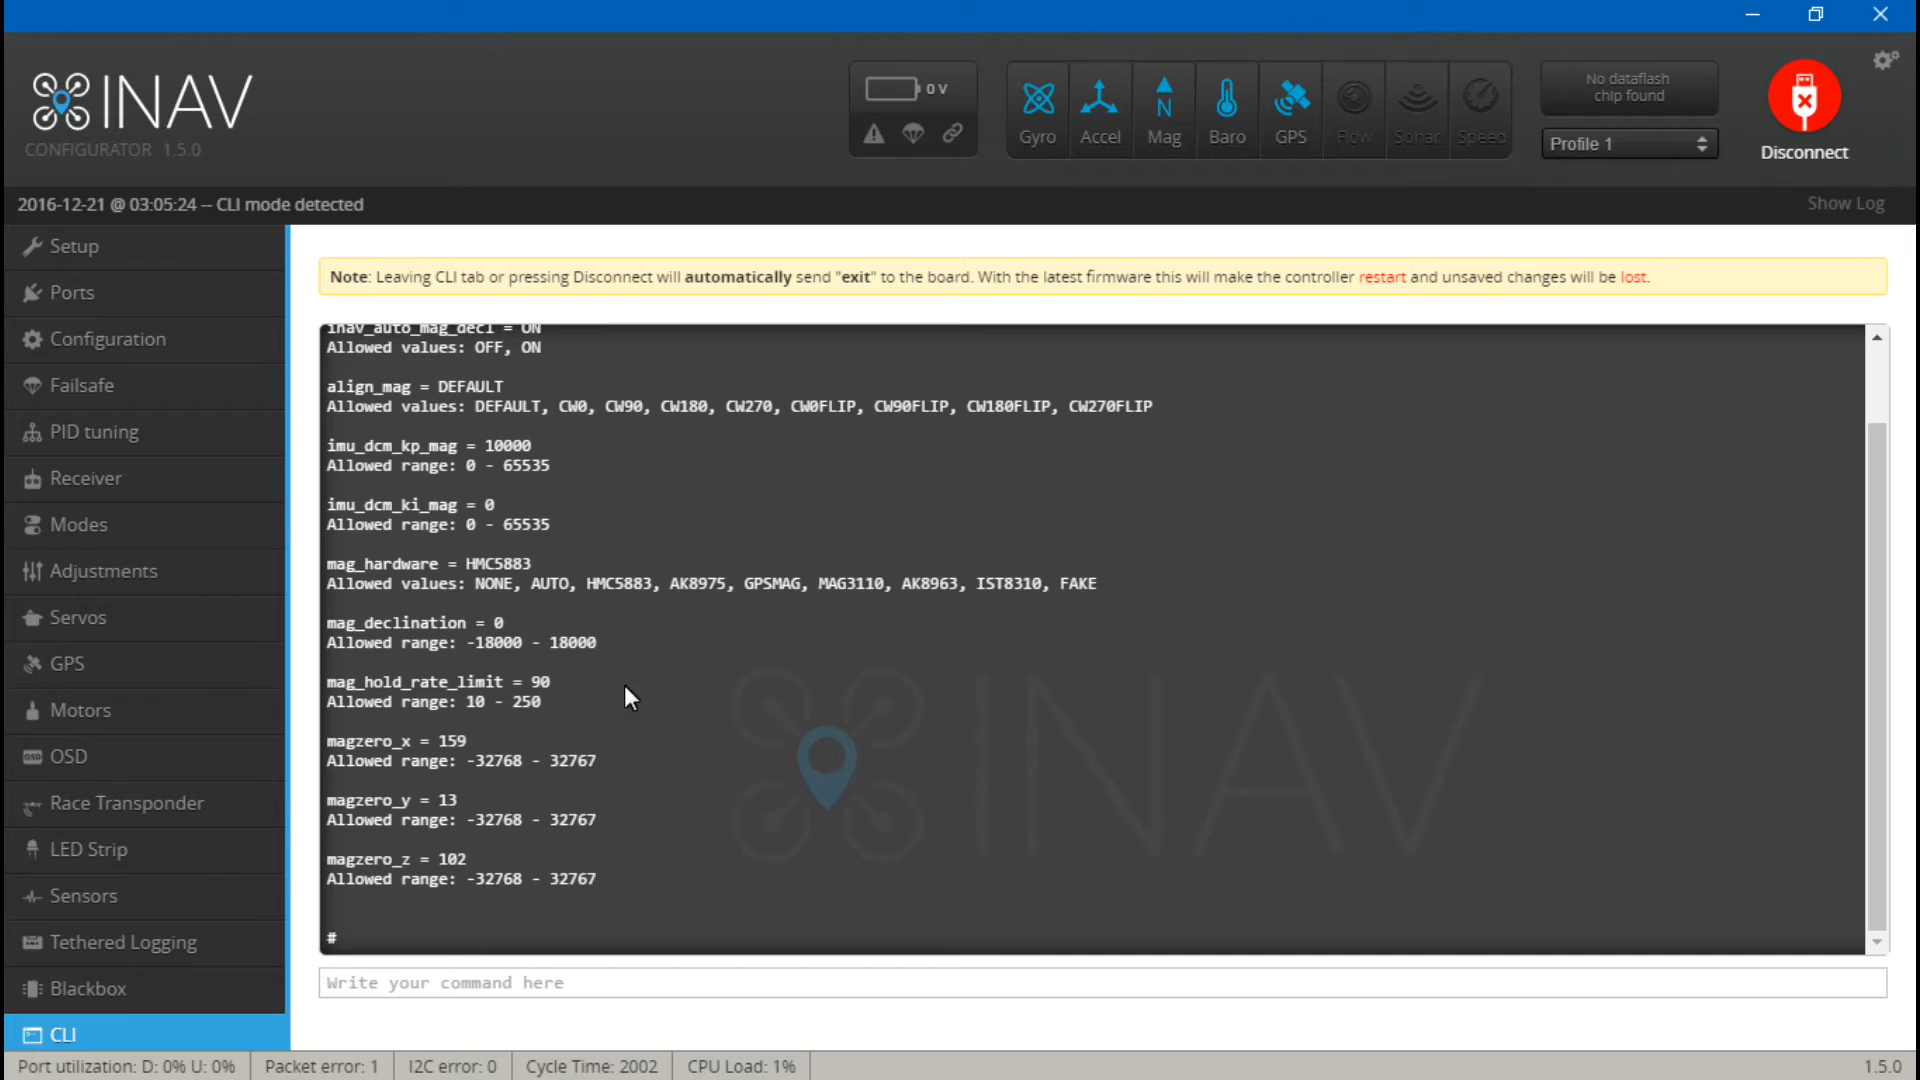 INAV
CONFIGURATOR 1.5.0
0 V
Gyro
Accel
Mag
Baro
GPS
Flow
Sonar
Speed
No dataflash
chip found
Profile 1
Disconnect
2016-12-21 @ 03:05:24 -- CLI mode detected
Show Log
Setup
Ports
Configuration
Failsafe
PID tuning
Receiver
Modes
Adjustments
Servos
GPS
Motors
OSD
Race Transponder
LED Strip
Sensors
Tethered Logging
Blackbox
CLI
Note: Leaving CLI tab or pressing Disconnect will automatically send "exit" to the board. With the latest firmware this will make the controller restart and unsaved changes will be lost.
inav_auto_mag_decl = ON
Allowed values: OFF, ON
align_mag = DEFAULT
Allowed values: DEFAULT, CW0, CW90, CW180, CW270, CW0FLIP, CW90FLIP, CW180FLIP, CW270FLIP
imu_dcm_kp_mag = 10000
Allowed range: 0 - 65535
imu_dcm_ki_mag = 0
Allowed range: 0 - 65535
mag_hardware = HMC5883
Allowed values: NONE, AUTO, HMC5883, AK8975, GPSMAG, MAG3110, AK8963, IST8310, FAKE
mag_declination = 0
Allowed range: -18000 - 18000
mag_hold_rate_limit = 90
Allowed range: 10 - 250
magzero_x = 159
Allowed range: -32768 - 32767
magzero_y = 13
Allowed range: -32768 - 32767
magzero_z = 102
Allowed range: -32768 - 32767
#
INAV
Write your command here
Port utilization: D: 0% U: 0%
Packet error: 1
I2C error: 0
Cycle Time: 2002
CPU Load: 1%
1.5.0